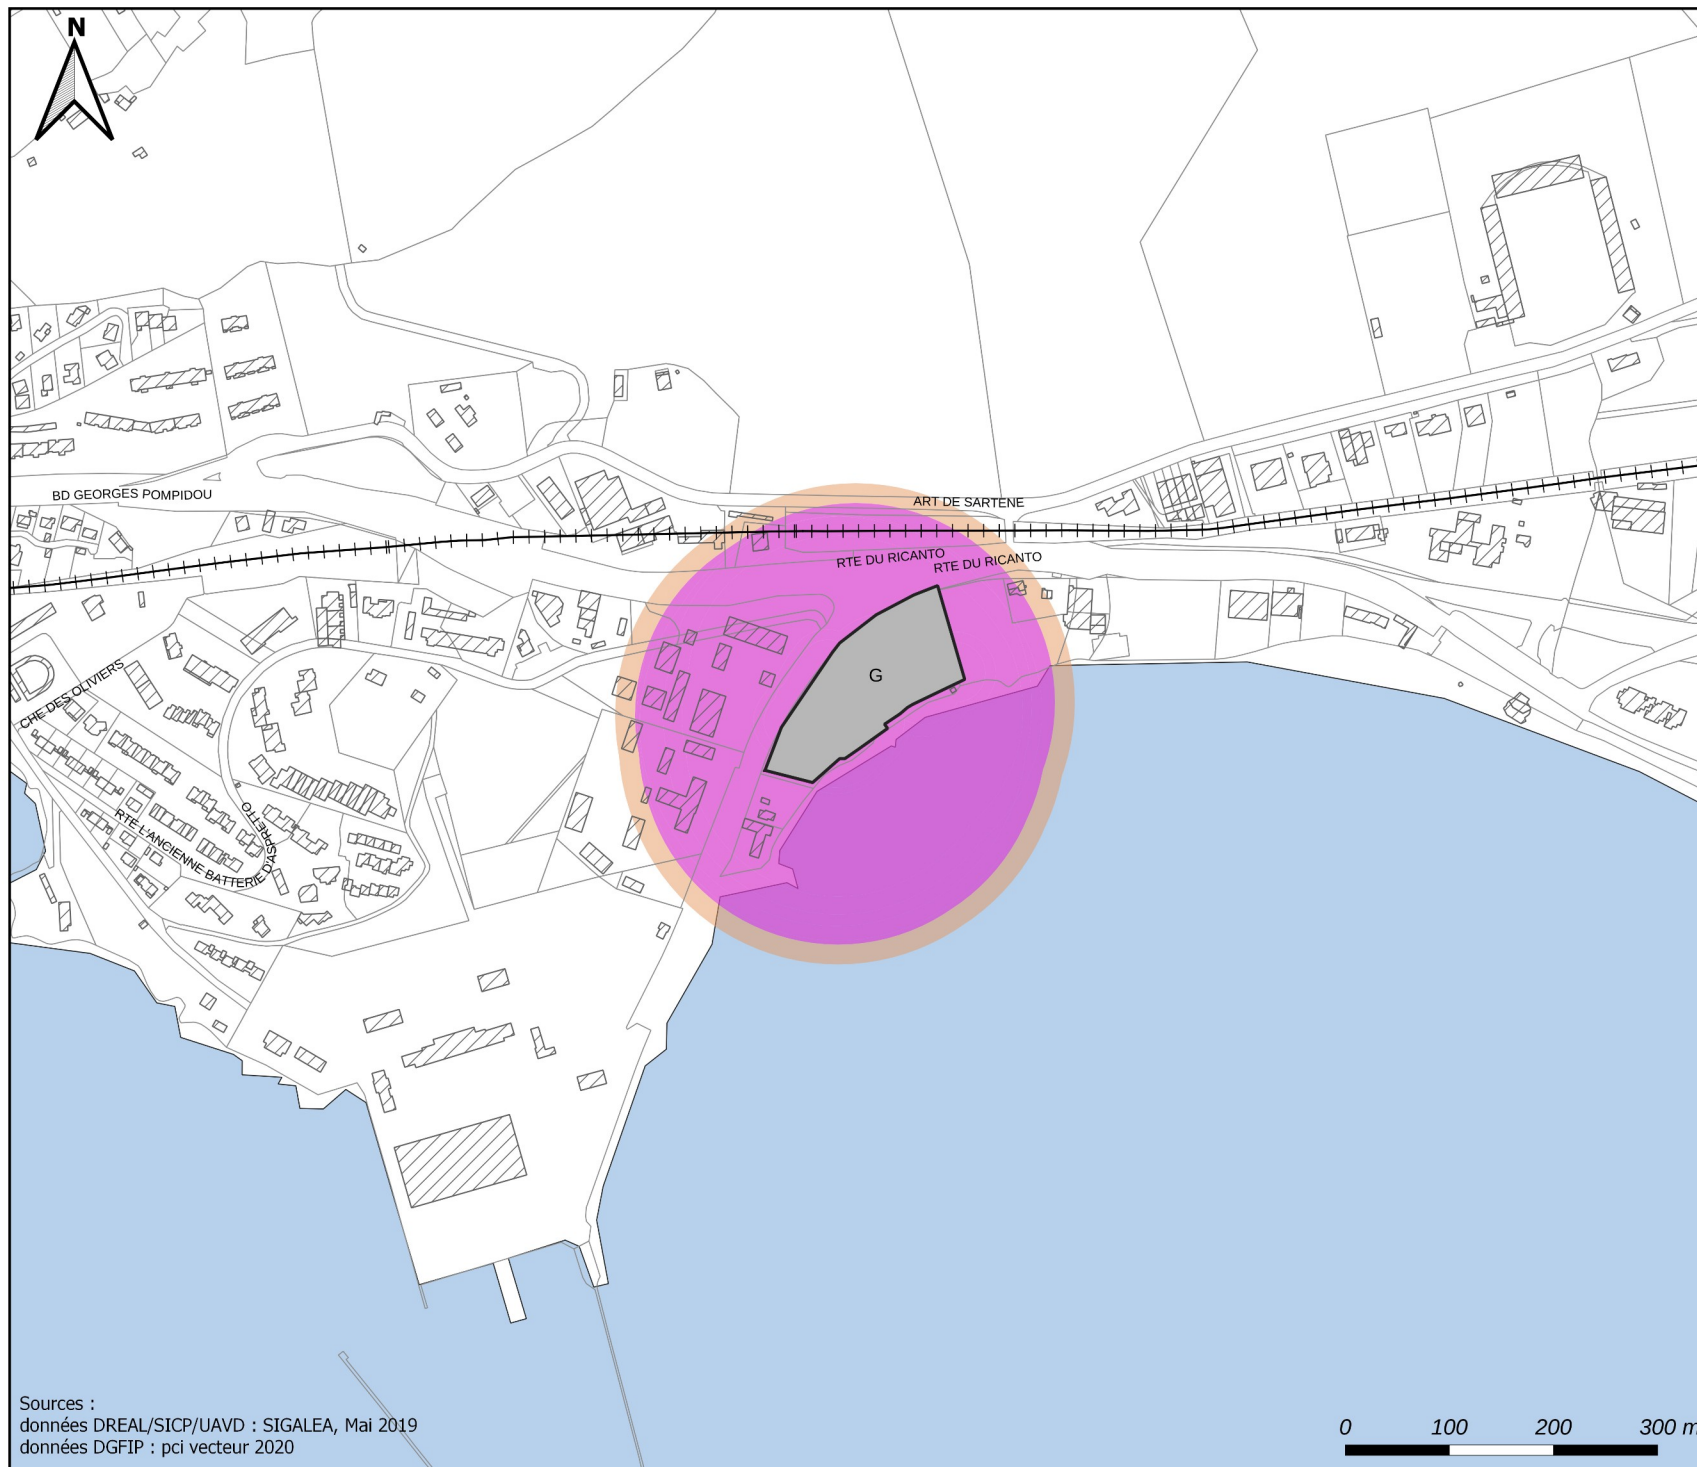 N
BD GEORGES POMPIDOU
ART DE SARTENE
RTE DU RICANTO
RTE DU RICANTO
G
CHE DES OLIVIERS
RTE L'ANCIENNE BATTERIE D'ASPRETTO
Sources :
données DREAL/SICP/UAVD : SIGALEA, Mai 2019
données DGFIP : pci vecteur 2020
0 100 200 300 m